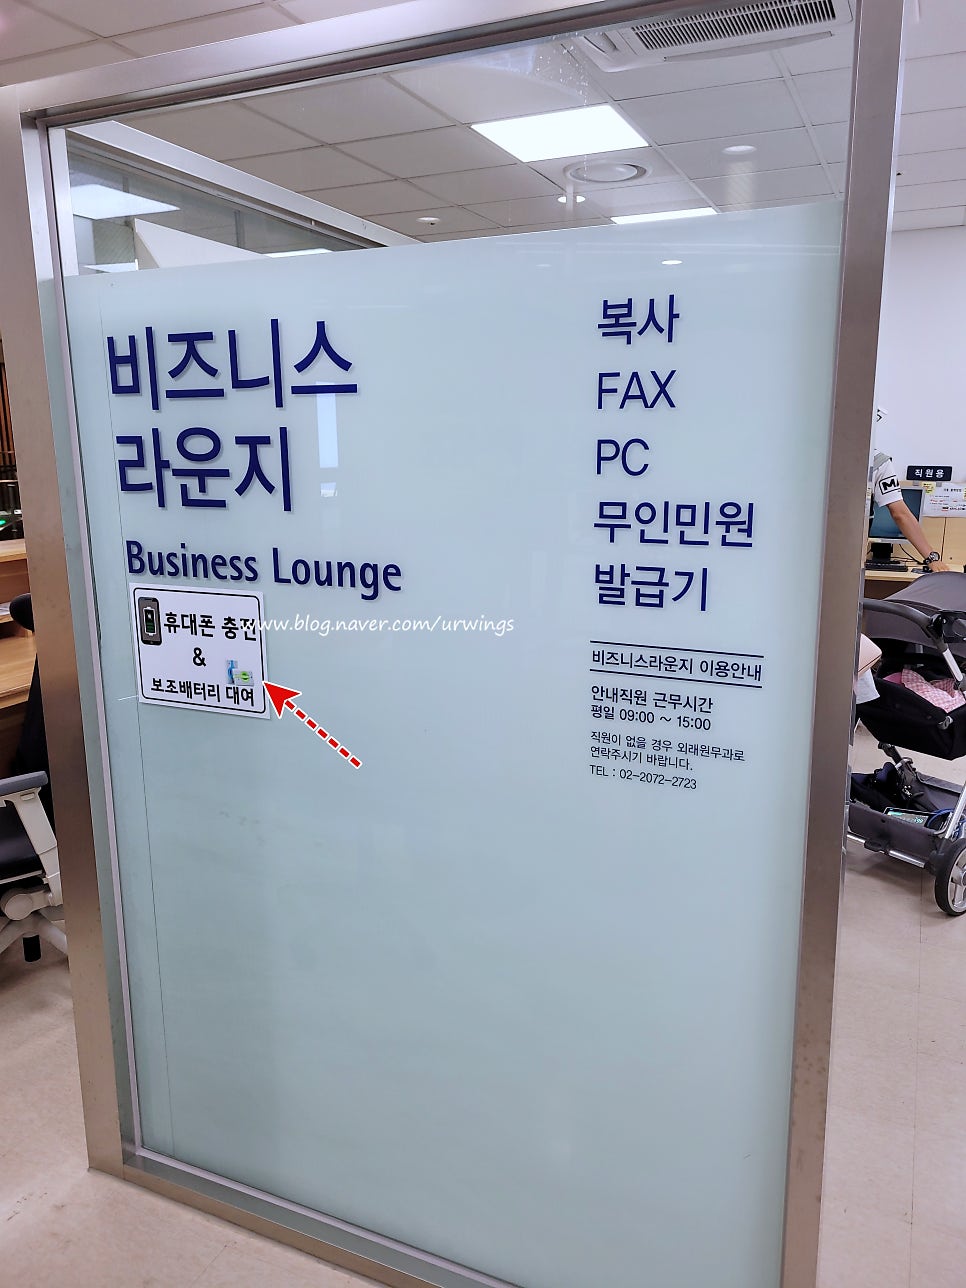 비즈니스
라운지
Business Lounge
휴대폰 충전
&
보조배터리 대여
www.blog.naver.com/urwings
복사
FAX
PC
무인민원
발급기
비즈니스라운지 이용안내
안내직원 근무시간
평일 09:00 ~ 15:00
직원이 없을 경우 외래원무과로
연락주시기 바랍니다.
TEL : 02-2072-2723
직원용